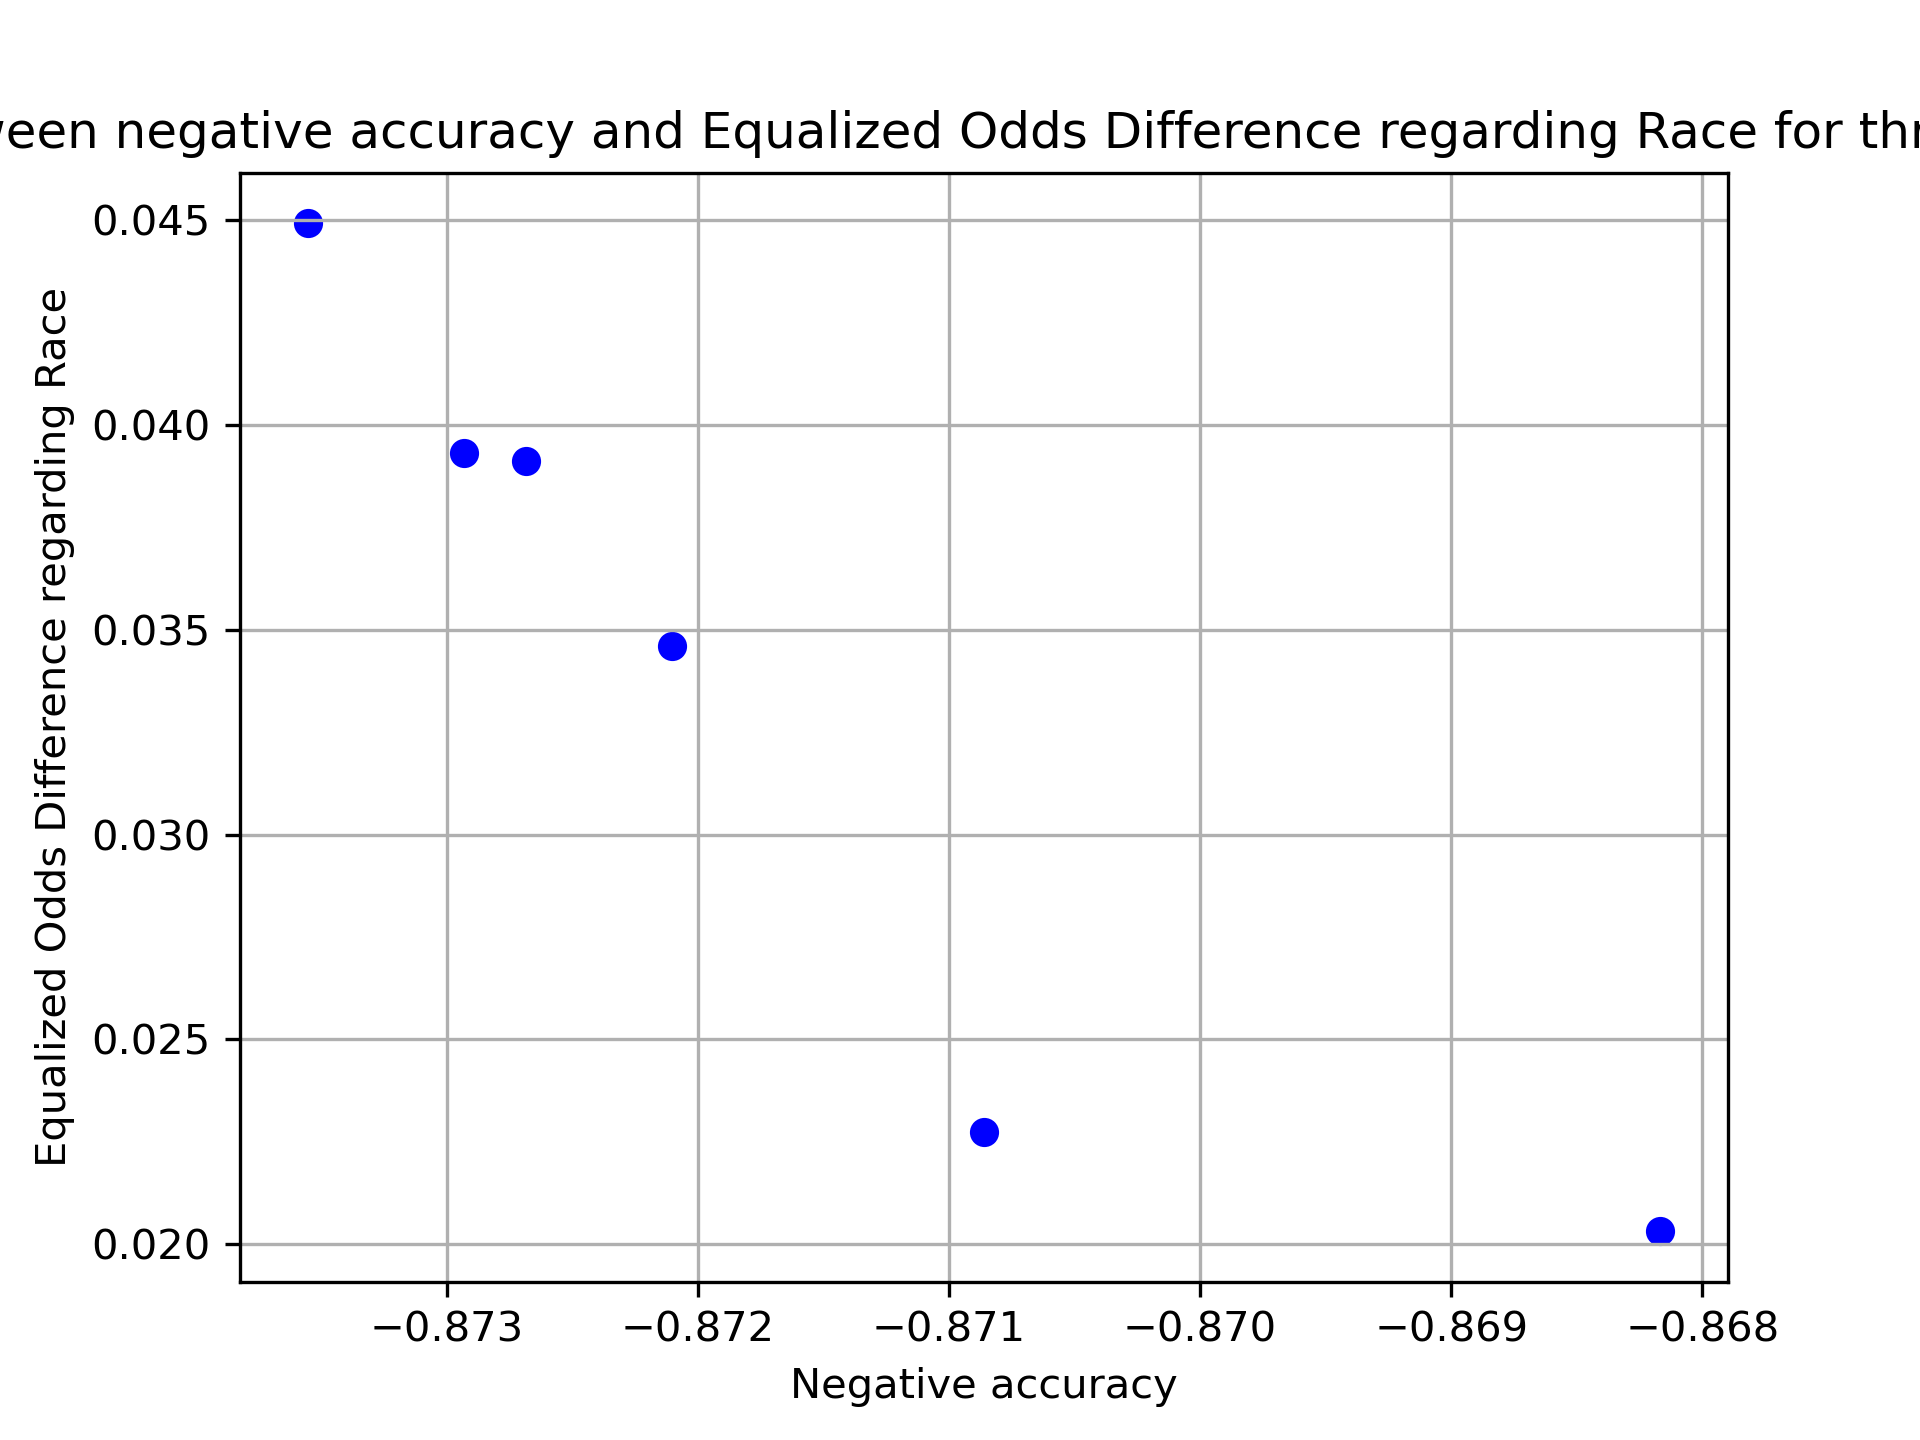 negative accuracy and Equalized Odds Difference regarding Race for
0.045
0.040
0.035
0.030
0.025
0.020
Equalized Odds Difference regarding Race
−0.873 −0.872 −0.871 −0.870 −0.869 −0.868
Negative accuracy